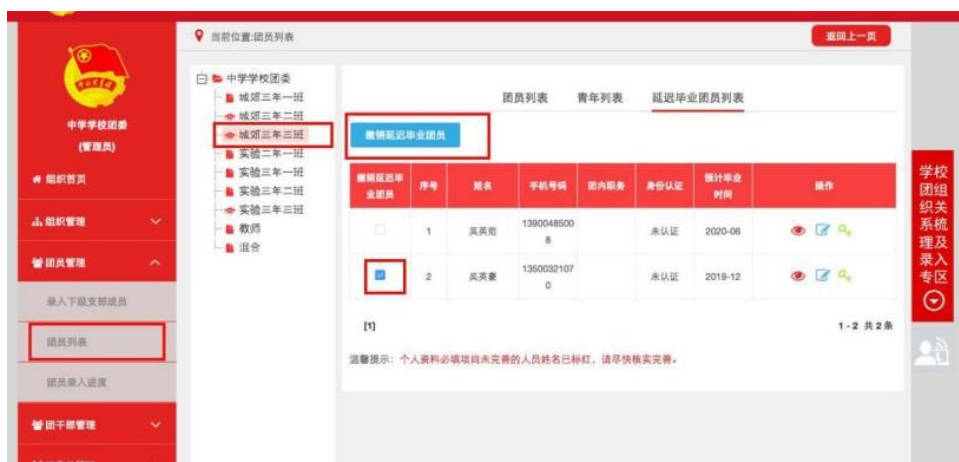 当前位置:团员列表
返回上一页
中学学校团委
(管理员)
组织首页
组织管理
团员管理
录入下级支部成员
团员列表
团员录入进度
团干部管理
中学学校团委
城郊三年一班
城郊三年二班
城郊三年三班
实验二年一班
实验三年一班
实验三年二班
实验三年三班
教师
混合
团员列表 青年列表 延迟毕业团员列表
撤销延迟毕业团员
撤销延迟毕业团员 序号 姓名 手机号码 团内职务 身份认证 预计毕业时间 操作
1 吴英范 13900485008 未认证 2020-06
2 吴英豪 13500321070 未认证 2019-12
[1]
1-2 共2条
温馨提示：个人资料必填项尚未完善的人员姓名已标红，请尽快核实完善。
学校
团组
织关
系统
理及
录入
专区